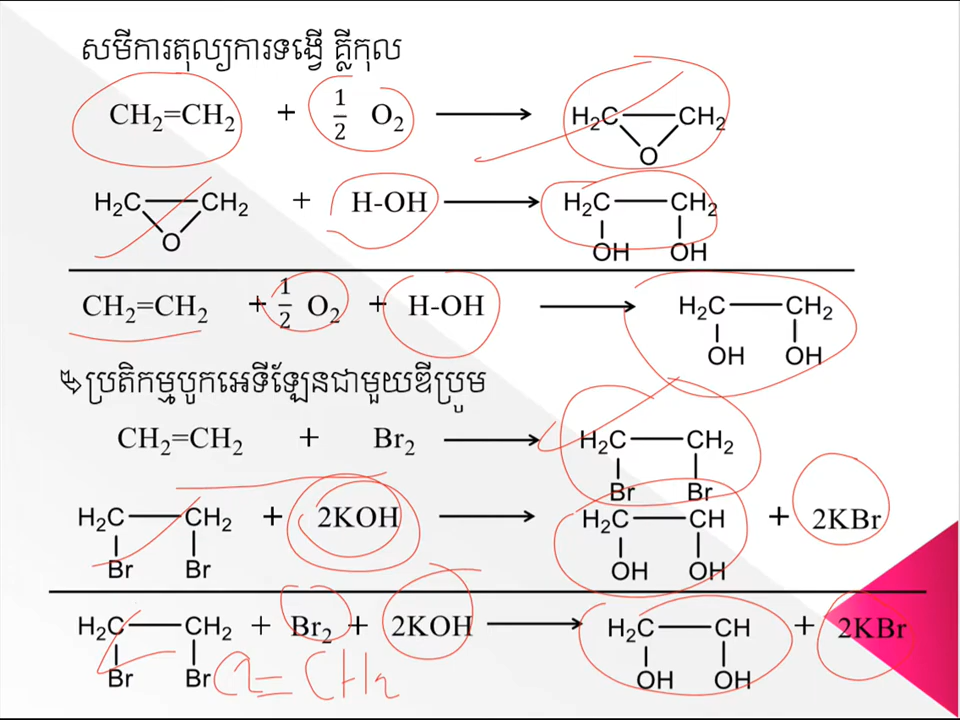 សមីការតុល្យការទង្វើ គ្លីកុល
CH₂=CH₂ + 1/2 O₂ → H₂C—CH₂
O
H₂C—CH₂ + H-OH → H₂C—CH₂
O OH OH
CH₂=CH₂ + 1/2 O₂ + H-OH → H₂C—CH₂
OH OH
ប្រតិកម្មបូកអេទីឡែនជាមួយឌីប្រូម
CH₂=CH₂ + Br₂ → H₂C—CH₂
Br Br
H₂C—CH₂ + 2KOH → H₂C—CH + 2KBr
Br Br OH OH
H₂C—CH₂ + Br₂ + 2KOH → H₂C—CH + 2KBr
Br Br OH OH
= CH₂